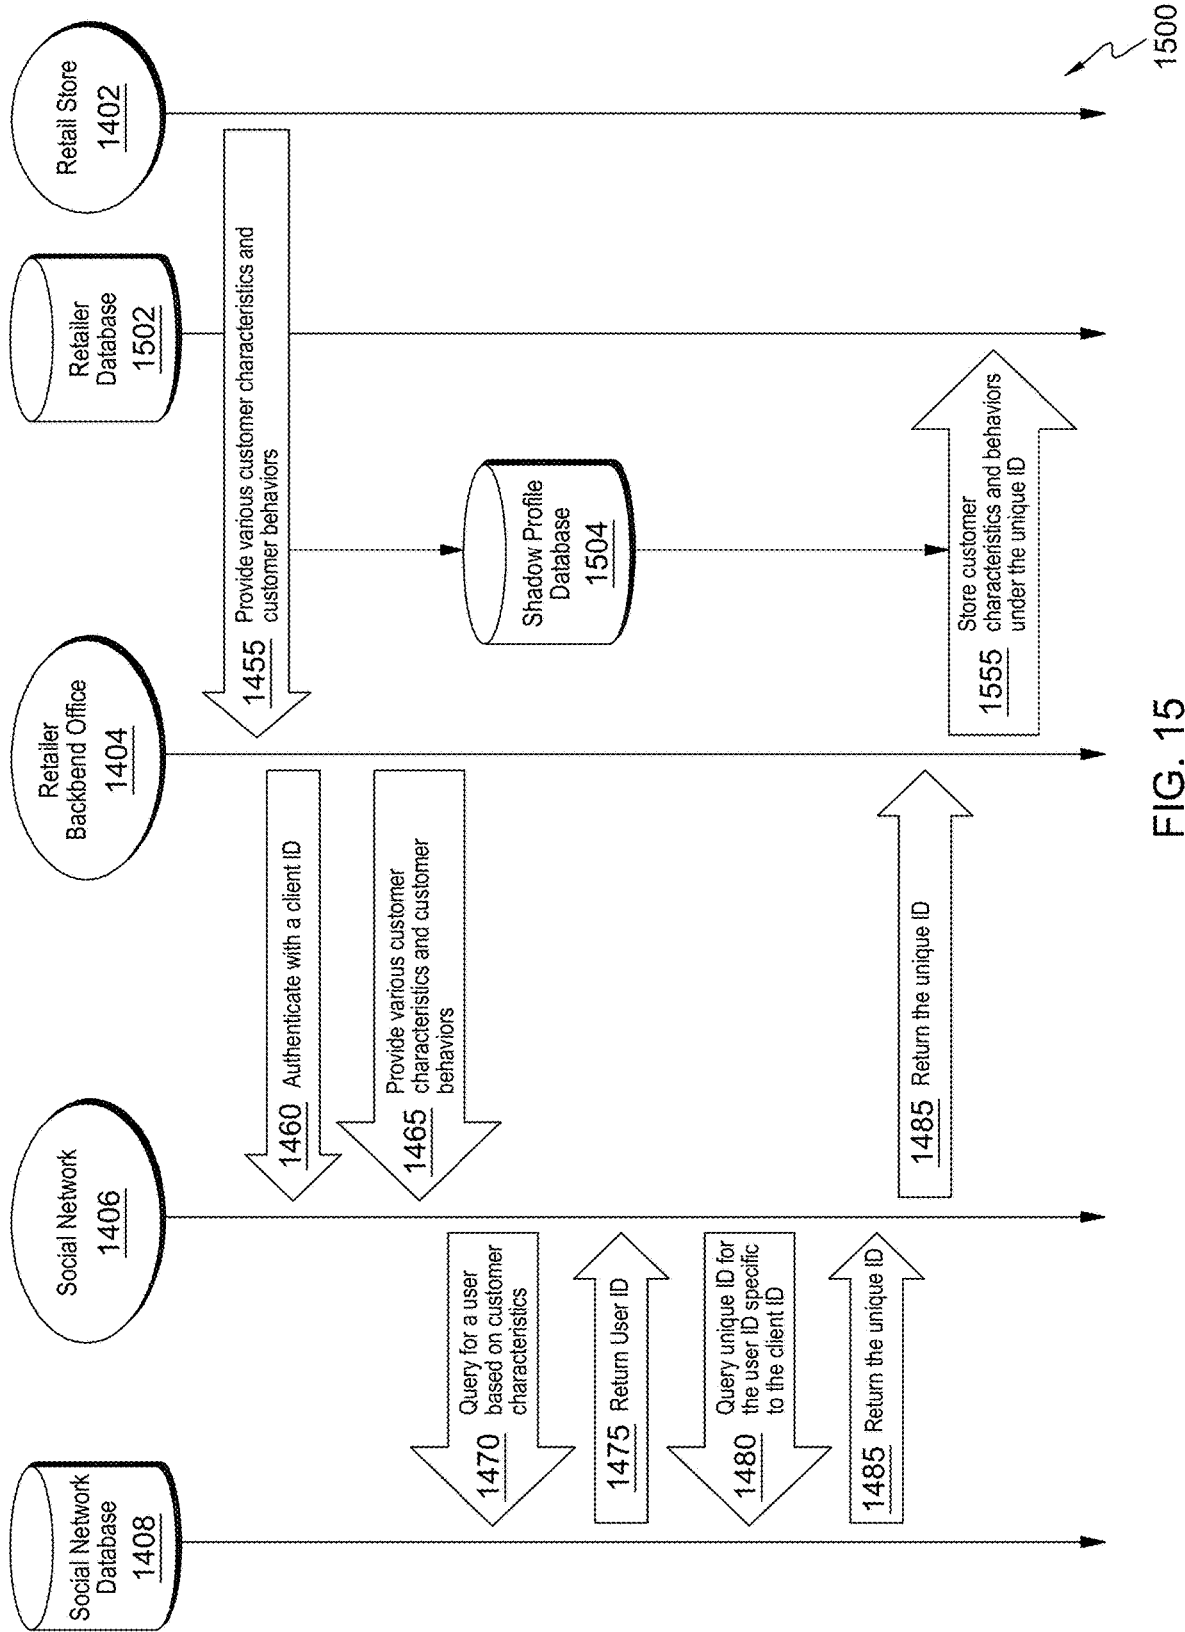 Social Network
Database
1408
Social Network
1406
Retailer
Backbend Office
1404
Retailer
Database
1502
Retail Store
1402
1455 Provide various customer characteristics and
customer behaviors
1460 Authenticate with a client ID
1465 Provide various customer
characteristics and customer
behaviors
1470 Query for a user
based on customer
characteristics
Shadow Profile
Database
1504
1475 Return User ID
1480 Query unique ID for
the user ID specific
to the client ID
1485 Return the unique ID
1485 Return the unique ID
1555 Store customer
characteristics and behaviors
under the unique ID
1500
FIG. 15